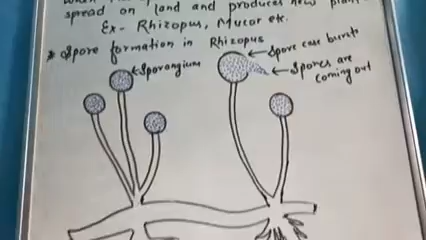 spread on land and produces new
Ex- Rhizopus, Mucor etc.
* Spore formation in Rhizopus
Sporangium
Spore case bursts
Spores are
coming out